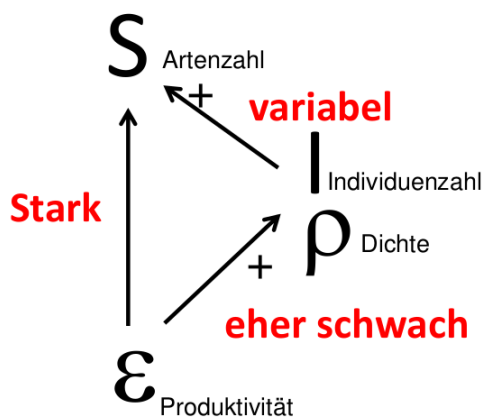 S Artenzahl
+
variabel
I Individuenzahl
Stark
ρ Dichte
+
eher schwach
ε Produktivität